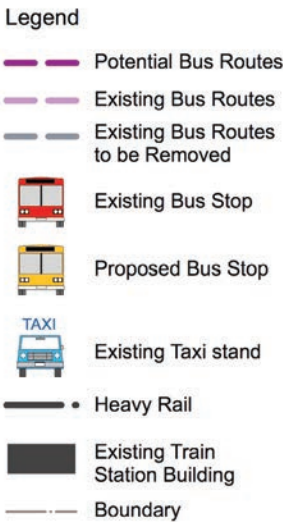 Legend
Potential Bus Routes
Existing Bus Routes
Existing Bus Routes
to be Removed
Existing Bus Stop
Proposed Bus Stop
TAXI
Existing Taxi stand
Heavy Rail
Existing Train
Station Building
Boundary